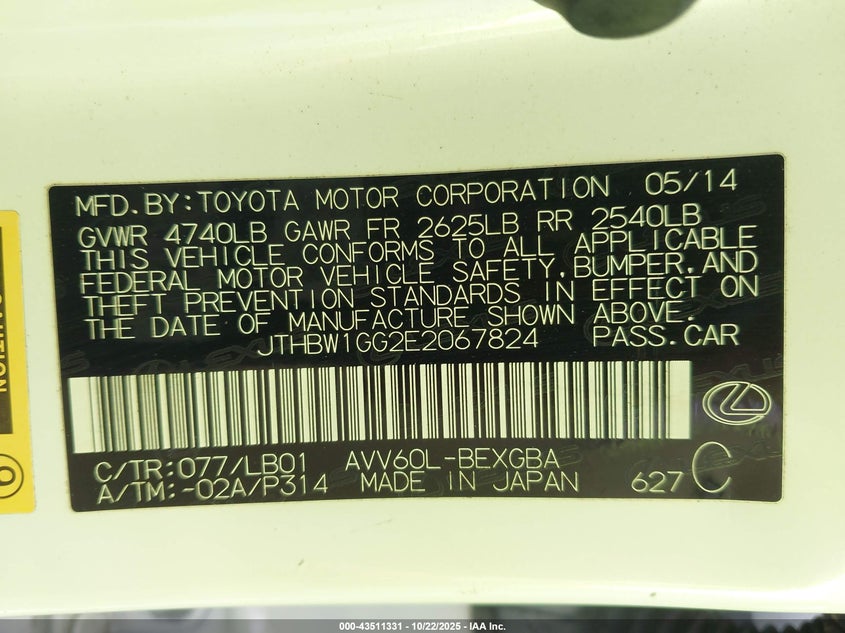 MFD.BY:TOYOTA MOTOR CORPORATION 05/14
GVWR 4740LB GAWR FR 2625LB RR 2540LB
THIS VEHICLE CONFORMS TO ALL APPLICABLE
FEDERAL MOTOR VEHICLE SAFETY,BUMPER,AND
THEFT PREVENTION STANDARDS IN EFFECT ON
THE DATE OF MANUFACTURE SHOWN ABOVE.
JTHBW1GG2E2067824 PASS.CAR
C/TR:077/LB01 AVV60L-BEXGBA
A/TM:-02A/P314 MADE IN JAPAN 627 C
CAUTION
000-43511331 - 10/22/2025 - IAA Inc.